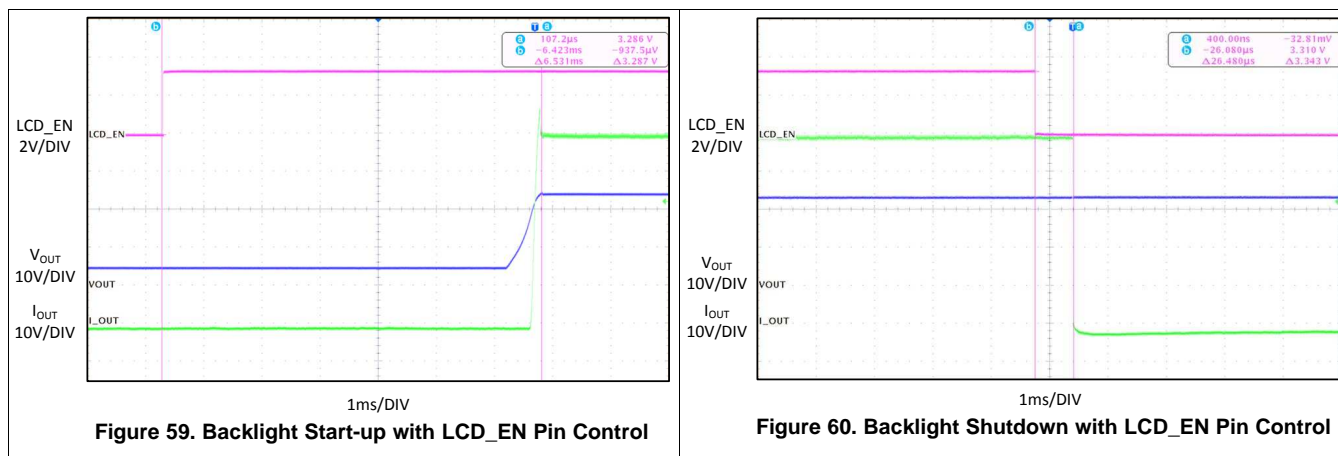 b
T a
a 107.2µs 3.286 V
b −6.423ms −937.5µV
Δ6.531ms Δ3.287 V
LCD_EN
2V/DIV
LCD_EN
VOUT
10V/DIV
VOUT
IOUT
10V/DIV
I_OUT
1ms/DIV
Figure 59. Backlight Start-up with LCD_EN Pin Control
b
T a
a 400.00ns −32.81mV
b −26.080µs 3.310 V
Δ26.480µs Δ3.343 V
LCD_EN
2V/DIV
LCD_EN
VOUT
10V/DIV
VOUT
IOUT
10V/DIV
I_OUT
1ms/DIV
Figure 60. Backlight Shutdown with LCD_EN Pin Control